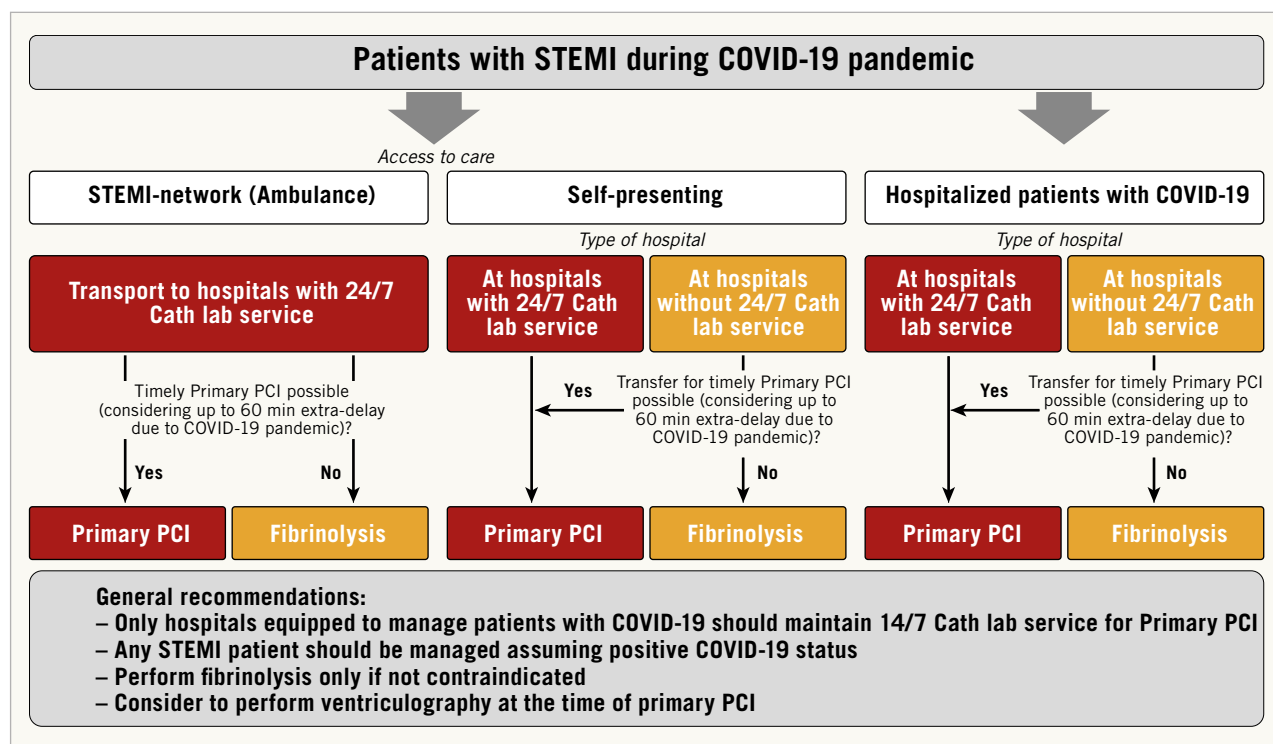 Patients with STEMI during COVID-19 pandemic
Access to care
STEMI-network (Ambulance)
Self-presenting
Hospitalized patients with COVID-19
Type of hospital
Type of hospital
Transport to hospitals with 24/7
Cath lab service
At hospitals
with 24/7 Cath
lab service
At hospitals
without 24/7 Cath
lab service
At hospitals
with 24/7 Cath
lab service
At hospitals
without 24/7 Cath
lab service
Timely Primary PCI possible
(considering up to 60 min extra-delay
due to COVID-19 pandemic)?
Yes
No
Yes
Transfer for timely Primary PCI
possible (considering up to
60 min extra-delay due to
COVID-19 pandemic)?
No
Yes
Transfer for timely Primary PCI
possible (considering up to
60 min extra-delay due to
COVID-19 pandemic)?
No
Primary PCI
Fibrinolysis
Primary PCI
Fibrinolysis
Primary PCI
Fibrinolysis
General recommendations:
– Only hospitals equipped to manage patients with COVID-19 should maintain 14/7 Cath lab service for Primary PCI
– Any STEMI patient should be managed assuming positive COVID-19 status
– Perform fibrinolysis only if not contraindicated
– Consider to perform ventriculography at the time of primary PCI